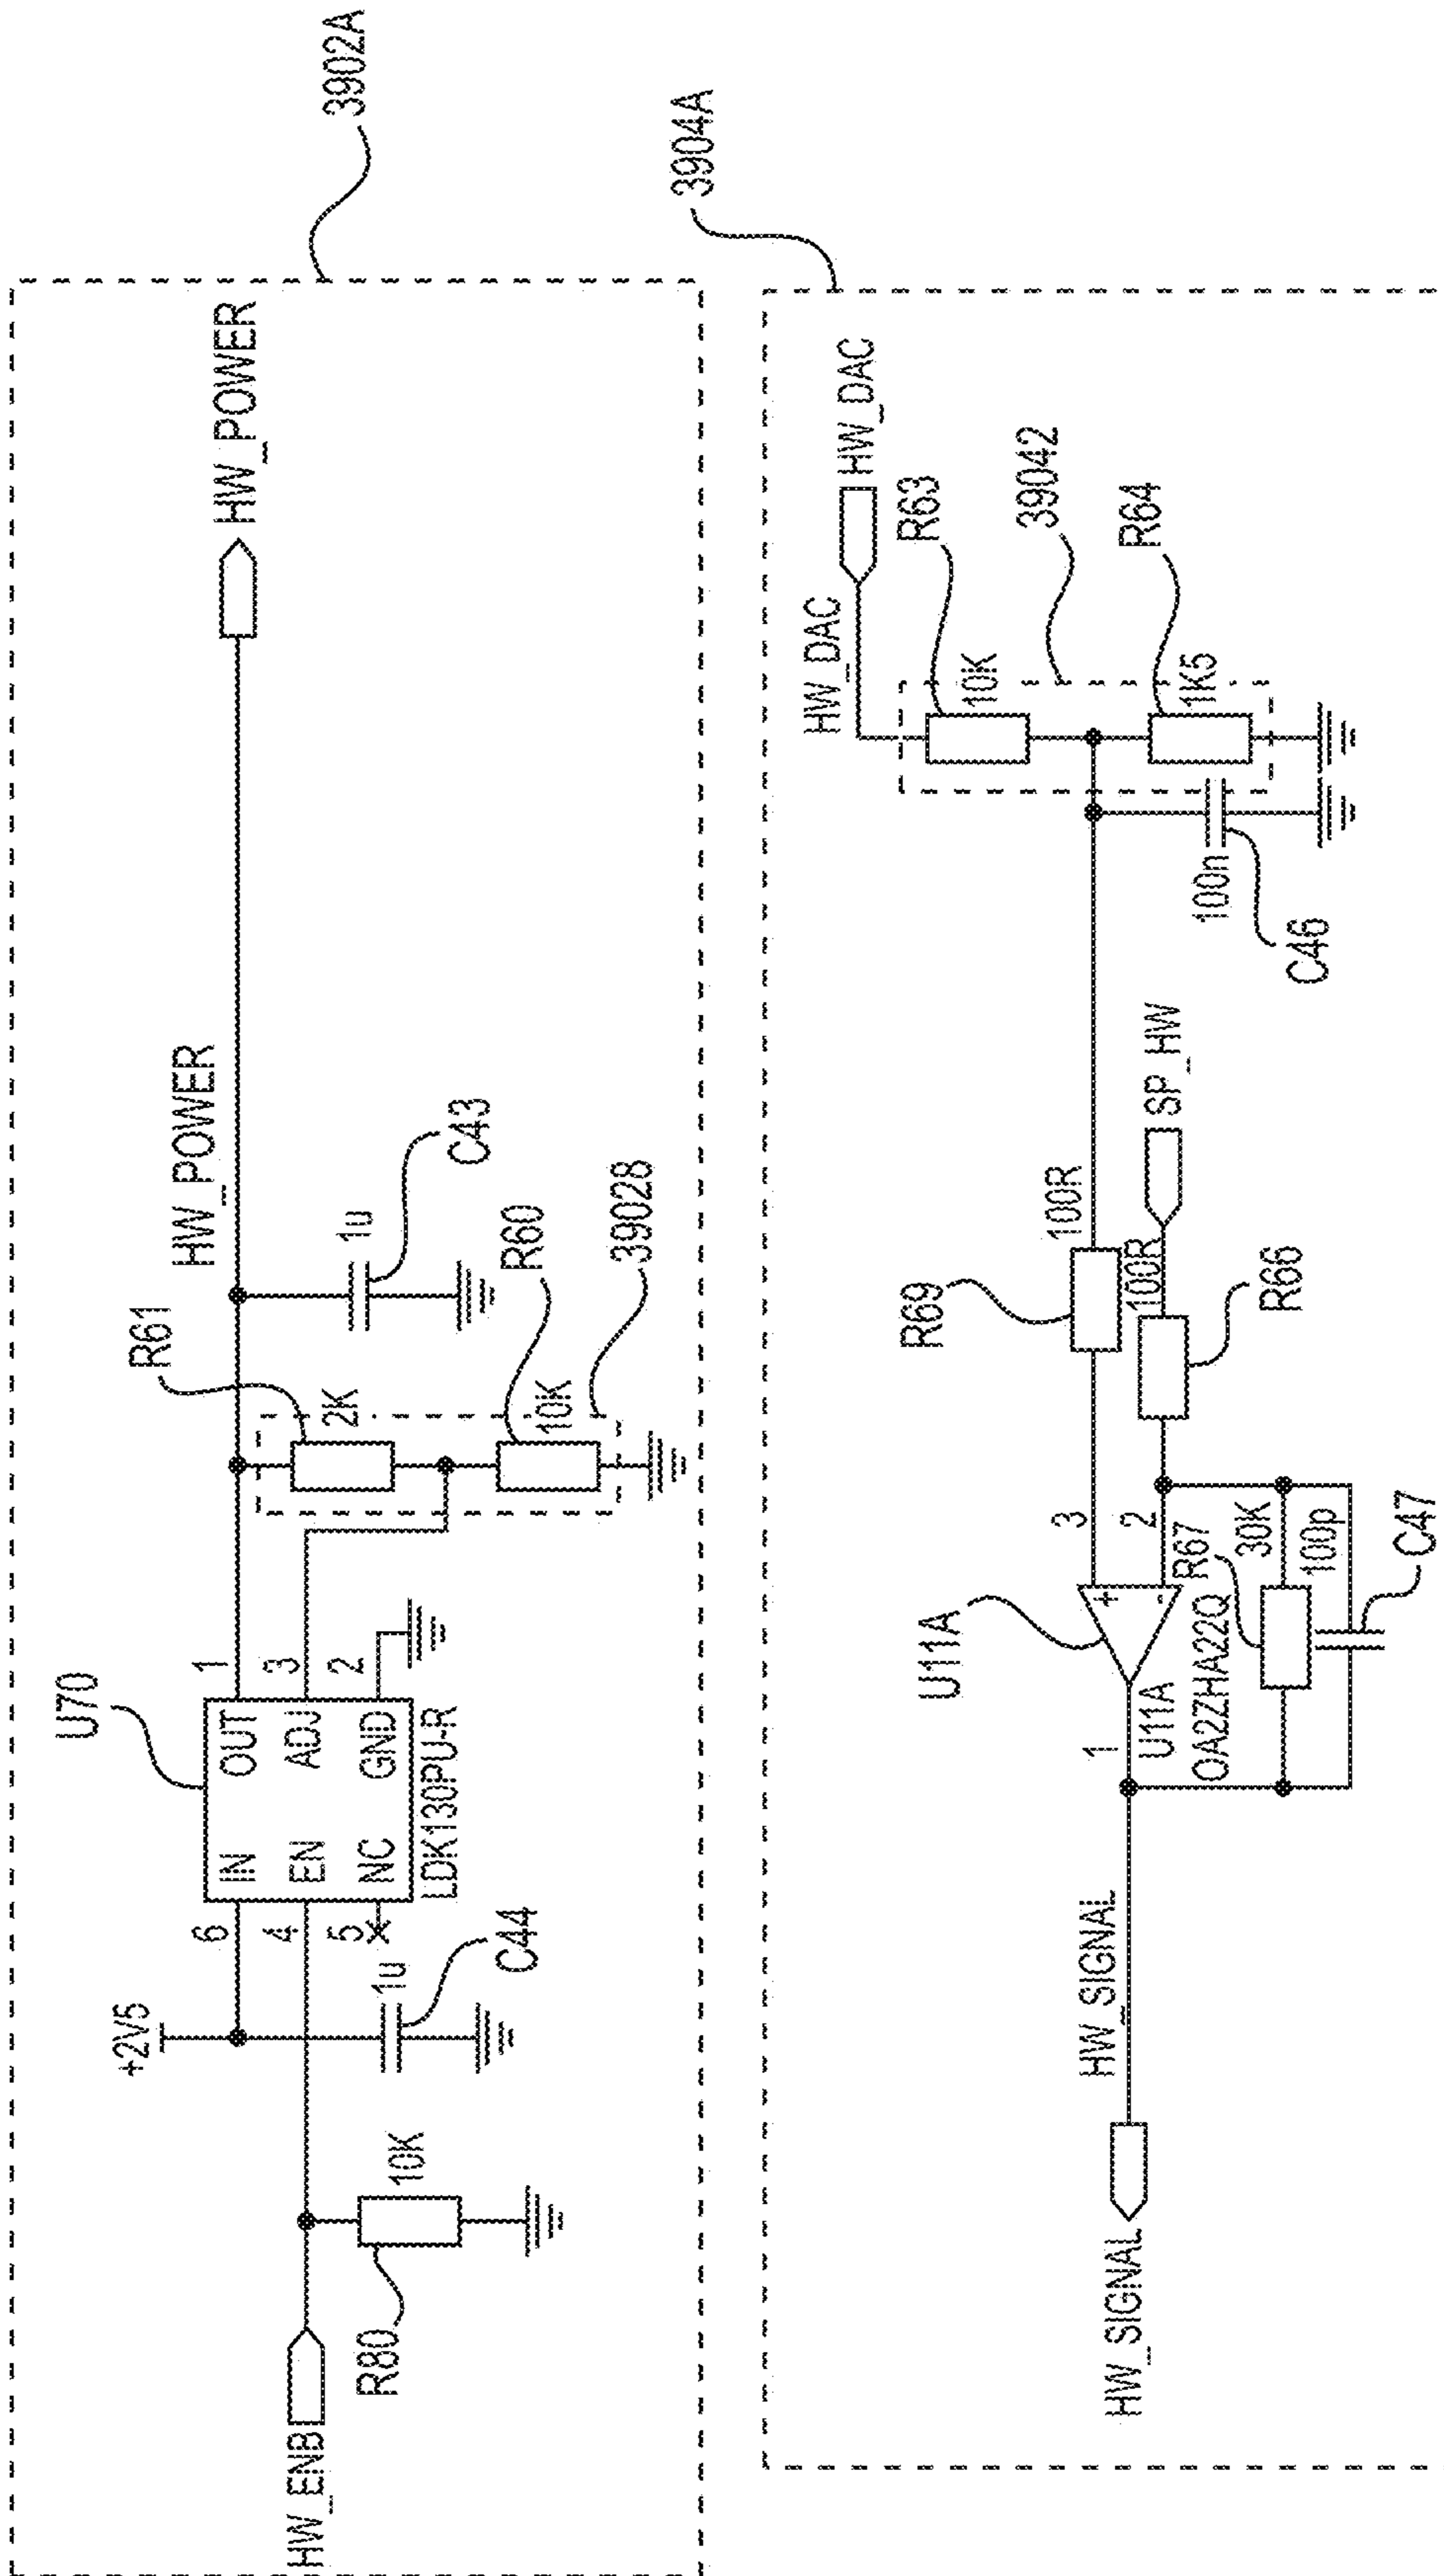 3902A
HW_ENB
R80
10K
+2V5
1u
C44
6
4
5
IN
EN
NC
OUT
ADJ
GND
LDK130PU-R
U70
1
3
2
R61
2K
R60
10K
39028
HW_POWER
1u
C43
HW_POWER
3904A
HW_SIGNAL
HW_SIGNAL
1
U11A
U11A
OA2ZHA22Q
+
-
3
2
R67
30K
100p
C47
R69
100R
100R
R66
SP_HW
100n
C46
HW_DAC
HW_DAC
R63
10K
39042
R64
1K5